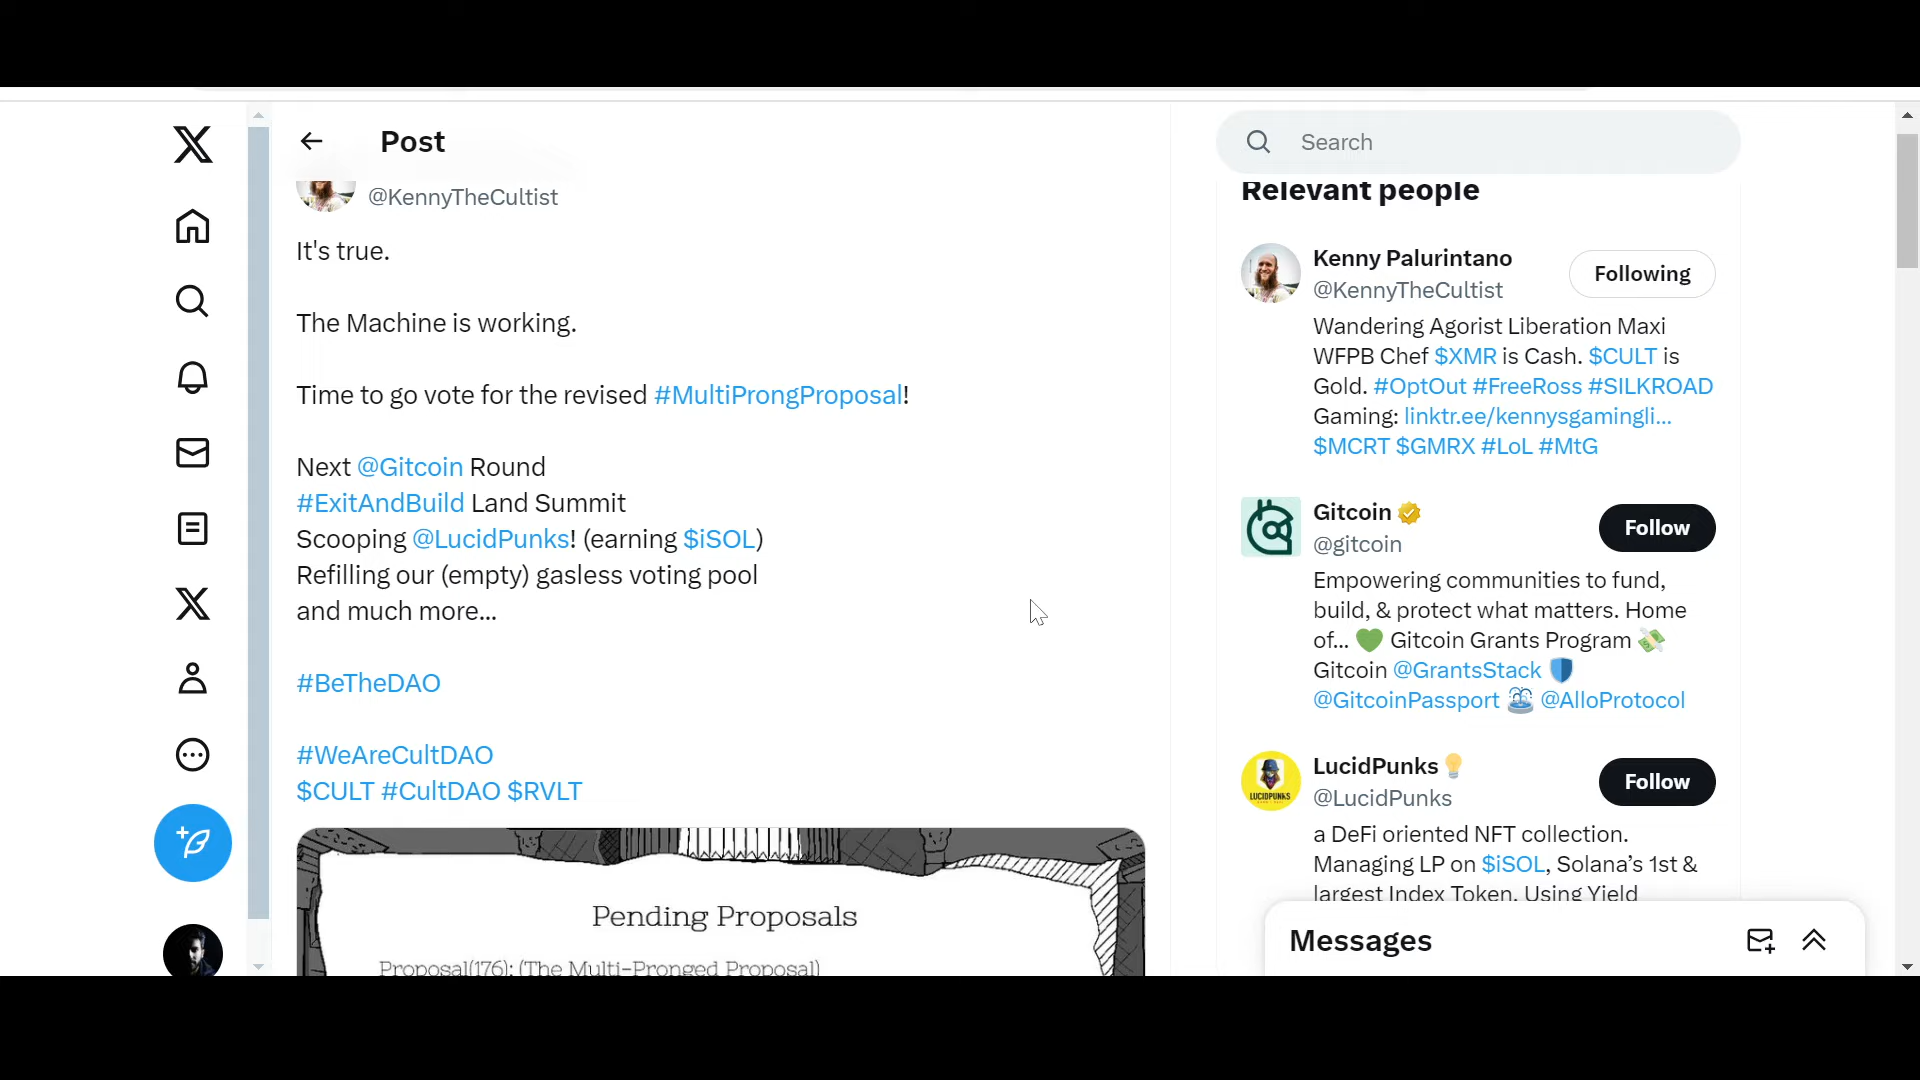 Post
Search
@KennyTheCultist
It's true.
The Machine is working.
Time to go vote for the revised #MultiProngProposal!
Next @Gitcoin Round
#ExitAndBuild Land Summit
Scooping @LucidPunks! (earning $iSOL)
Refilling our (empty) gasless voting pool
and much more...
#BeTheDAO
#WeAreCultDAO
$CULT #CultDAO $RVLT
Pending Proposals
Proposal(176): (The Multi-Pronged Proposal)
Relevant people
Kenny Palurintano
@KennyTheCultist
Following
Wandering Agorist Liberation Maxi
WFPB Chef $XMR is Cash. $CULT is
Gold. #OptOut #FreeRoss #SILKROAD
Gaming: linktr.ee/kennysgamingli...
$MCRT $GMRX #LoL #MtG
Gitcoin
@gitcoin
Follow
Empowering communities to fund,
build, & protect what matters. Home
of... 💚 Gitcoin Grants Program 💸
Gitcoin @GrantsStack 🛡️
@GitcoinPassport ⛲ @AlloProtocol
LucidPunks💡
@LucidPunks
Follow
LUCIDPUNKS
a DeFi oriented NFT collection.
Managing LP on $iSOL, Solana’s 1st &
largest Index Token. Using Yield
Messages